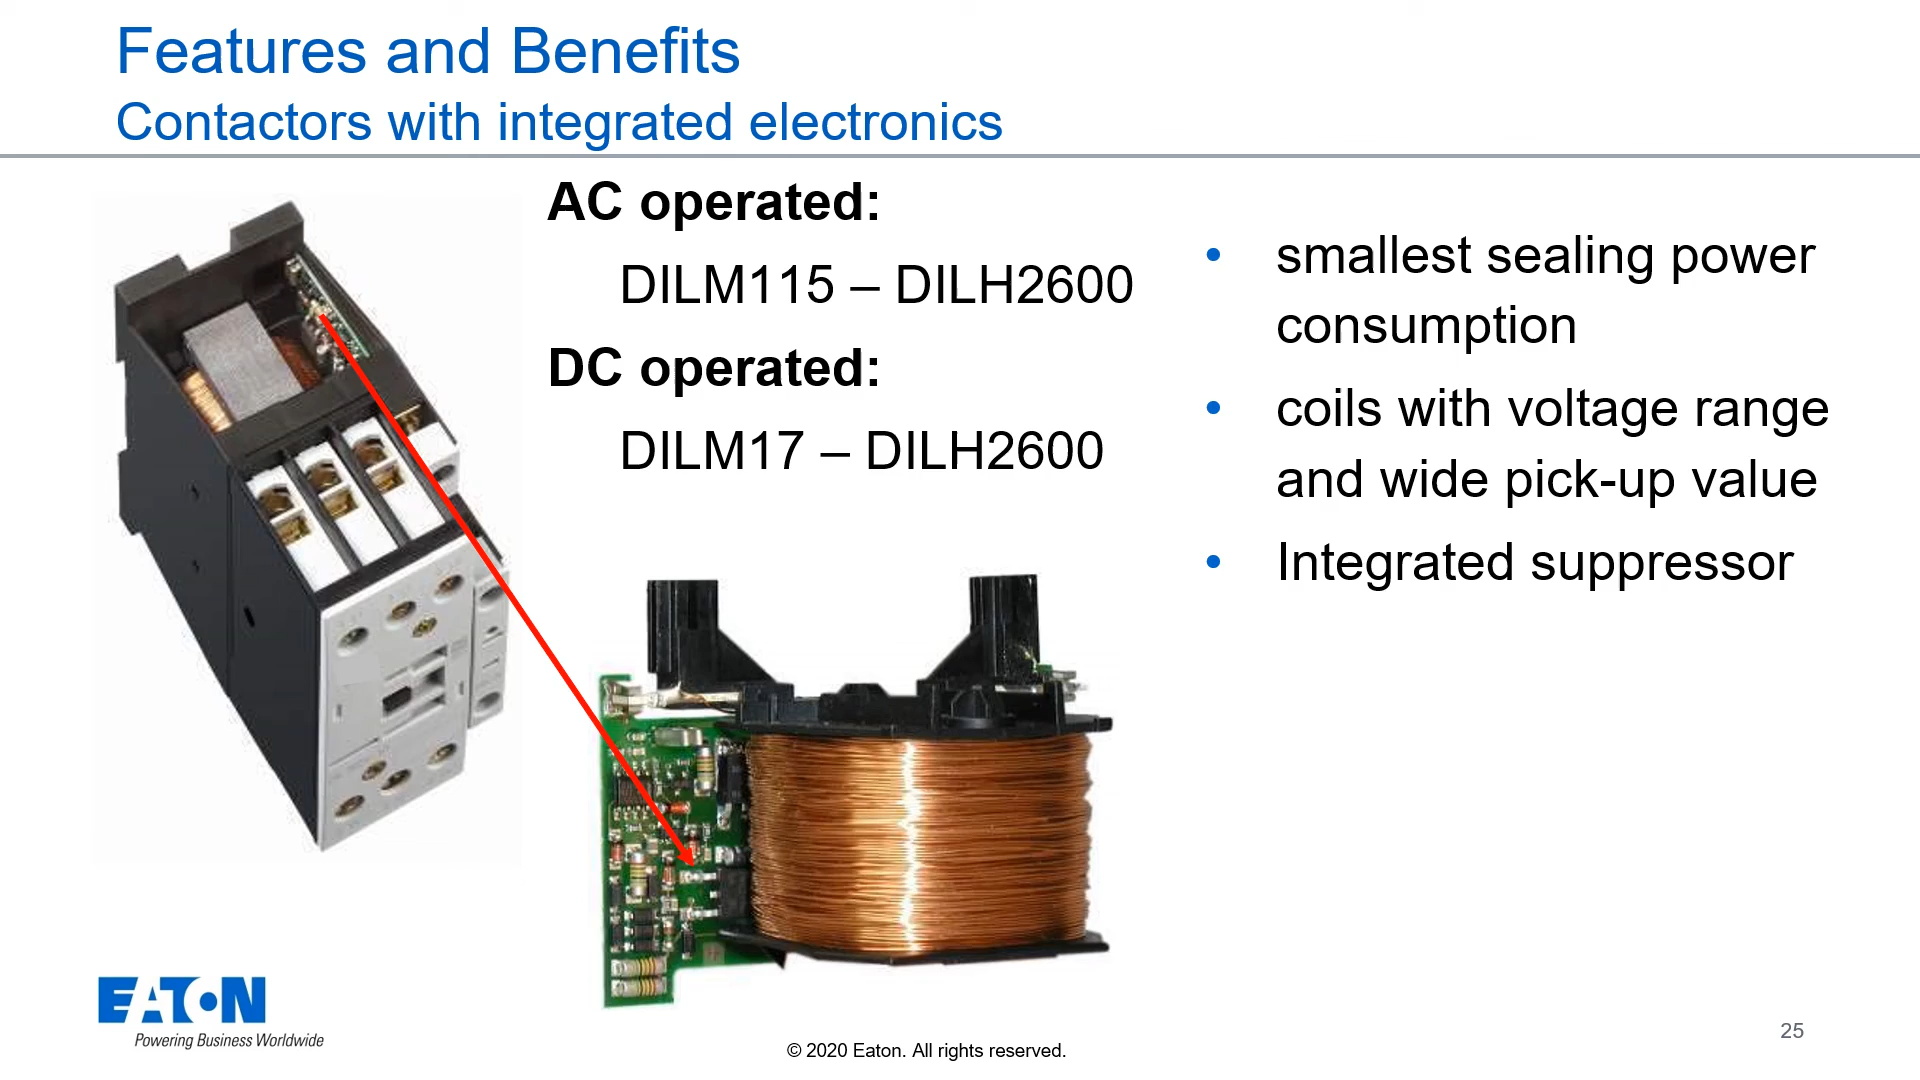 Features and Benefits
Contactors with integrated electronics
AC operated:
DILM115 – DILH2600
DC operated:
DILM17 – DILH2600
• smallest sealing power
consumption
• coils with voltage range
and wide pick-up value
• Integrated suppressor
EATON
Powering Business Worldwide
© 2020 Eaton. All rights reserved.
25